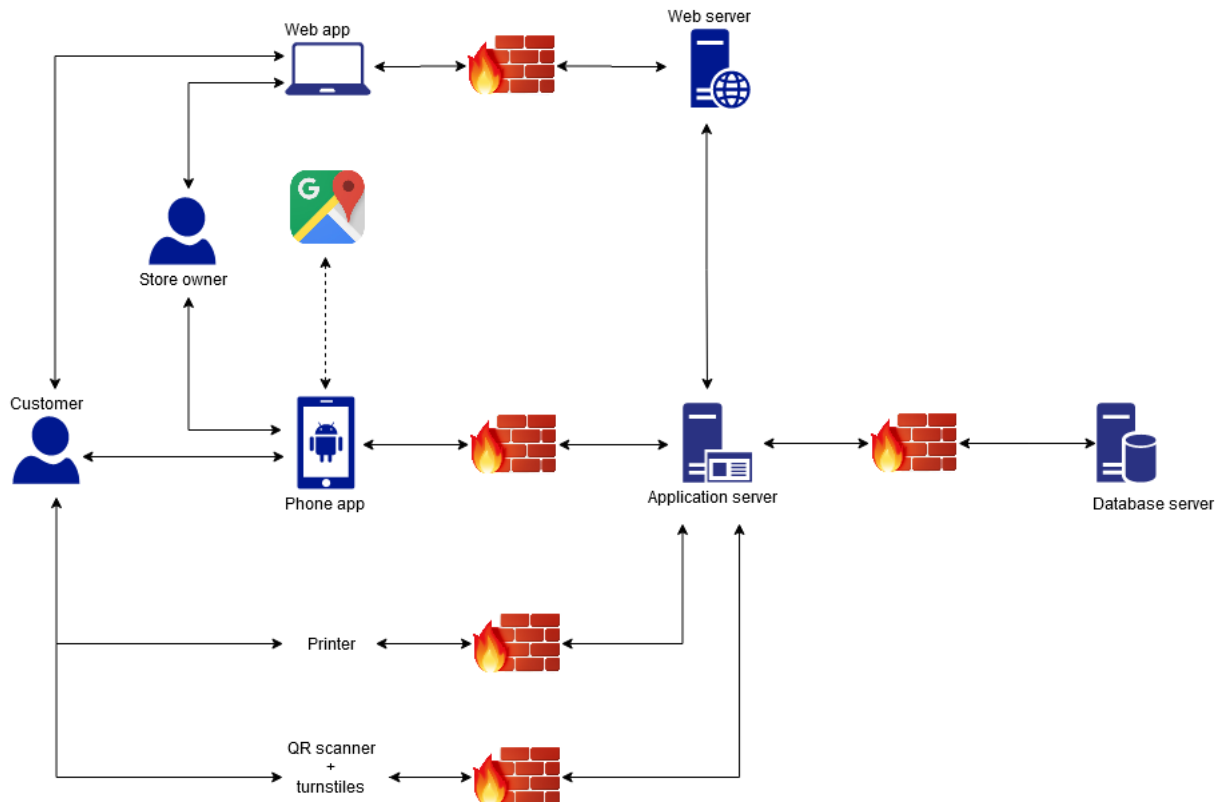 Web server
Web app
G
Store owner
Customer
Phone app
Application server
Database server
Printer
QR scanner
+
turnstiles